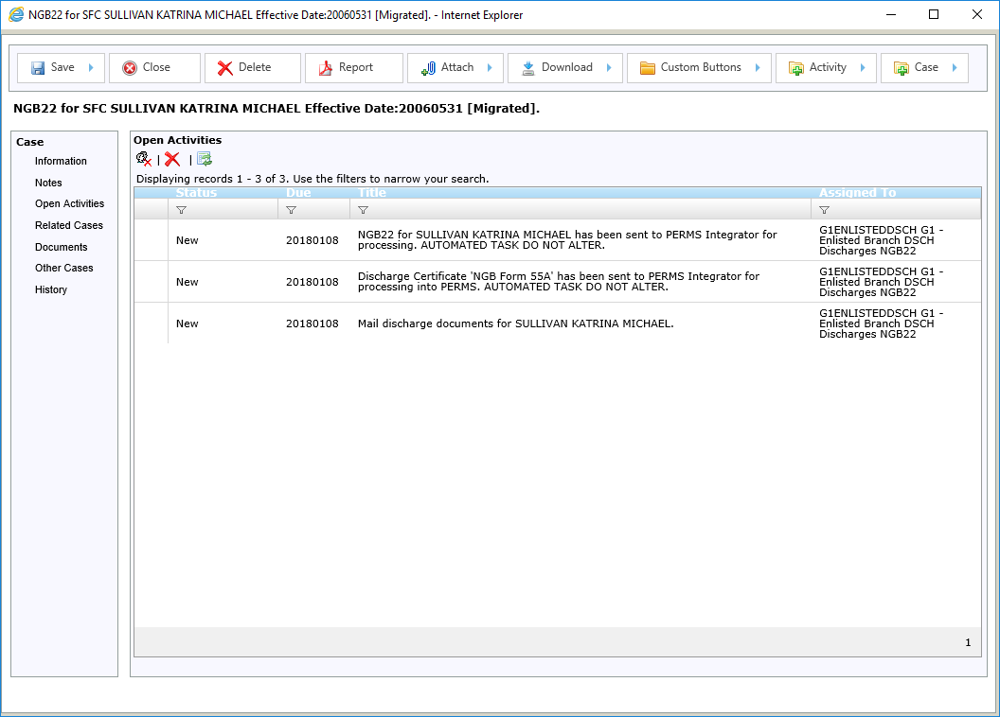 NGB22 for SFC SULLIVAN KATRINA MICHAEL Effective Date:20060531 [Migrated]. - Internet Explorer
Save Close Delete Report Attach Download Custom Buttons Activity Case
NGB22 for SFC SULLIVAN KATRINA MICHAEL Effective Date:20060531 [Migrated].
Case
Information
Notes
Open Activities
Related Cases
Documents
Other Cases
History
Open Activities
| |
Displaying records 1 - 3 of 3. Use the filters to narrow your search.
Status Due Title Assigned To
New 20180108 NGB22 for SULLIVAN KATRINA MICHAEL has been sent to PERMS Integrator for
processing. AUTOMATED TASK DO NOT ALTER.
G1ENLISTEDDSCH G1 -
Enlisted Branch DSCH
Discharges NGB22
New 20180108 Discharge Certificate 'NGB Form 55A' has been sent to PERMS Integrator for
processing into PERMS. AUTOMATED TASK DO NOT ALTER.
G1ENLISTEDDSCH G1 -
Enlisted Branch DSCH
Discharges NGB22
New 20180108 Mail discharge documents for SULLIVAN KATRINA MICHAEL.
G1ENLISTEDDSCH G1 -
Enlisted Branch DSCH
Discharges NGB22
1